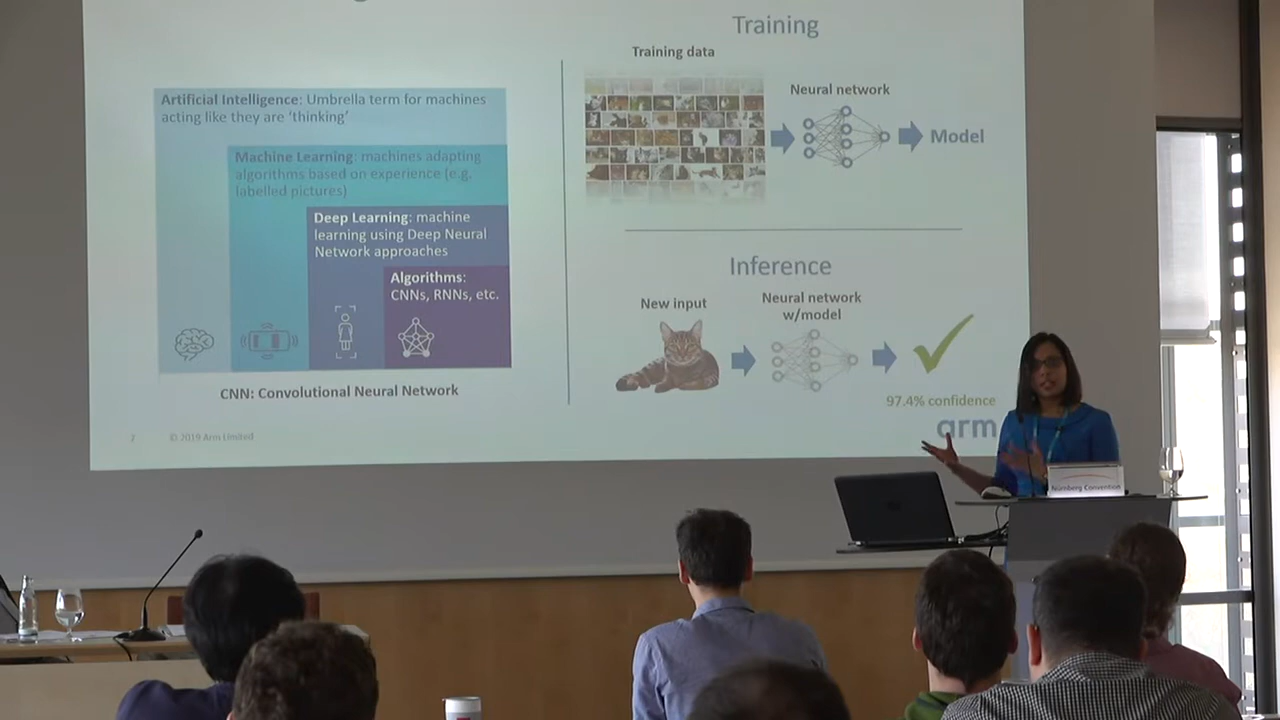 Artificial Intelligence: Umbrella term for machines
acting like they are ‘thinking’
Machine Learning: machines adapting
algorithms based on experience (e.g.
labelled pictures)
Deep Learning: machine
learning using Deep Neural
Network approaches
Algorithms:
CNNs, RNNs, etc.
CNN: Convolutional Neural Network
7
© 2019 Arm Limited
Training
Training data
Neural network
Model
Inference
New input
Neural network
w/model
97.4% confidence
arm
Nürnberg Convention